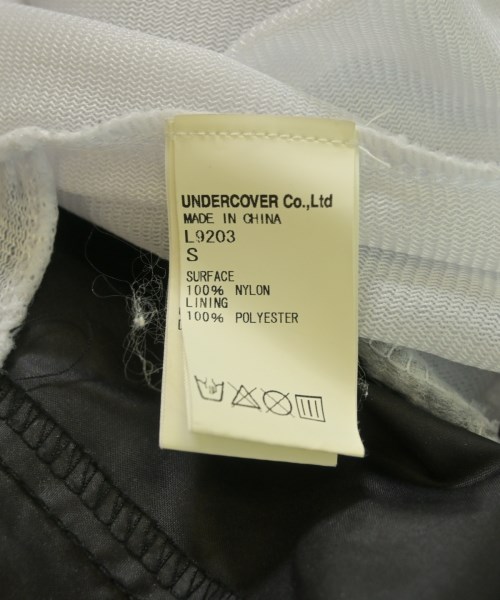 UNDERCOVER Co.,Ltd
MADE IN CHINA
L9203
S
SURFACE
100% NYLON
LINING
100% POLYESTER